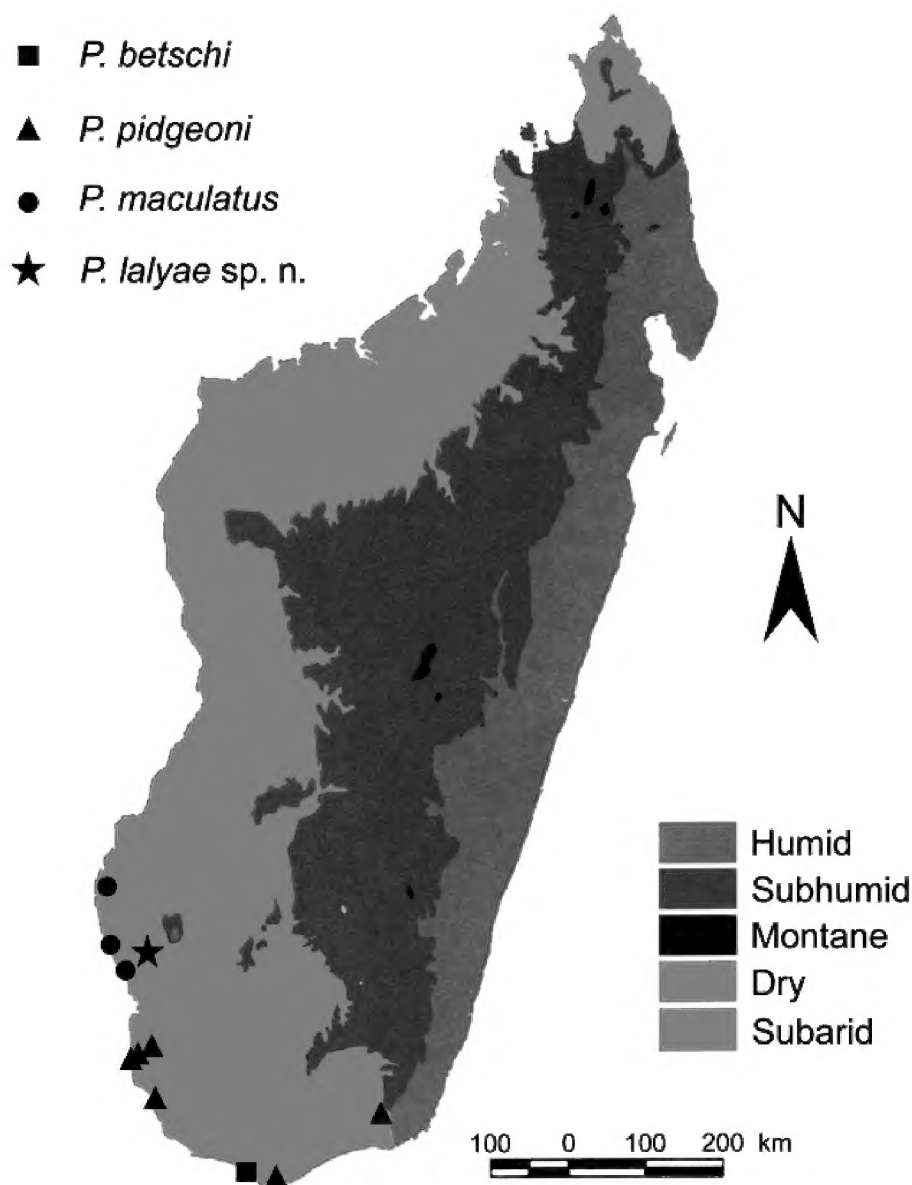 P. betschi
P. pidgeoni
P. maculatus
P. lalyae sp. n.
N
Humid
Subhumid
Montane
Dry
Subarid
100 0 100 200 km